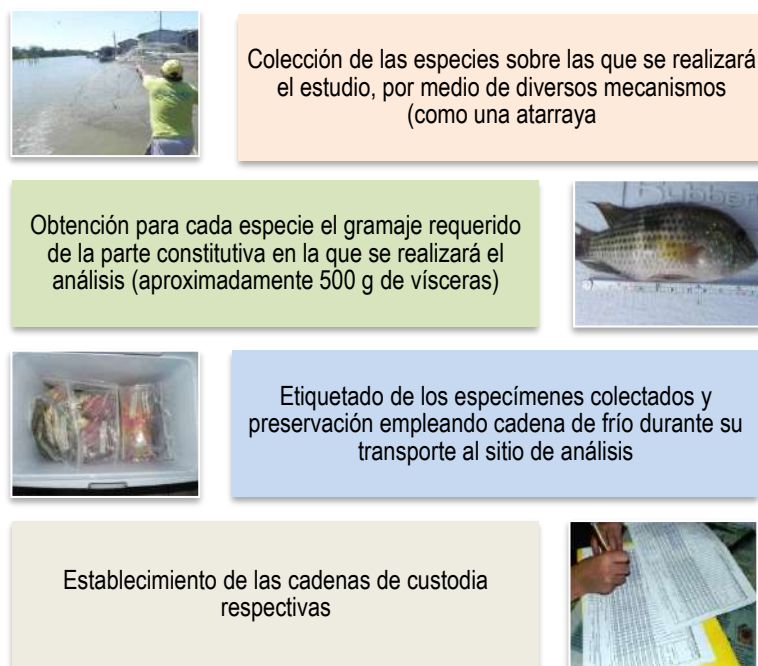 Colección de las especies sobre las que se realizará
el estudio, por medio de diversos mecanismos
(como una atarraya
Obtención para cada especie el gramaje requerido
de la parte constitutiva en la que se realizará el
análisis (aproximadamente 500 g de vísceras)
Rubber
Etiquetado de los especímenes colectados y
preservación empleando cadena de frío durante su
transporte al sitio de análisis
Establecimiento de las cadenas de custodia
respectivas